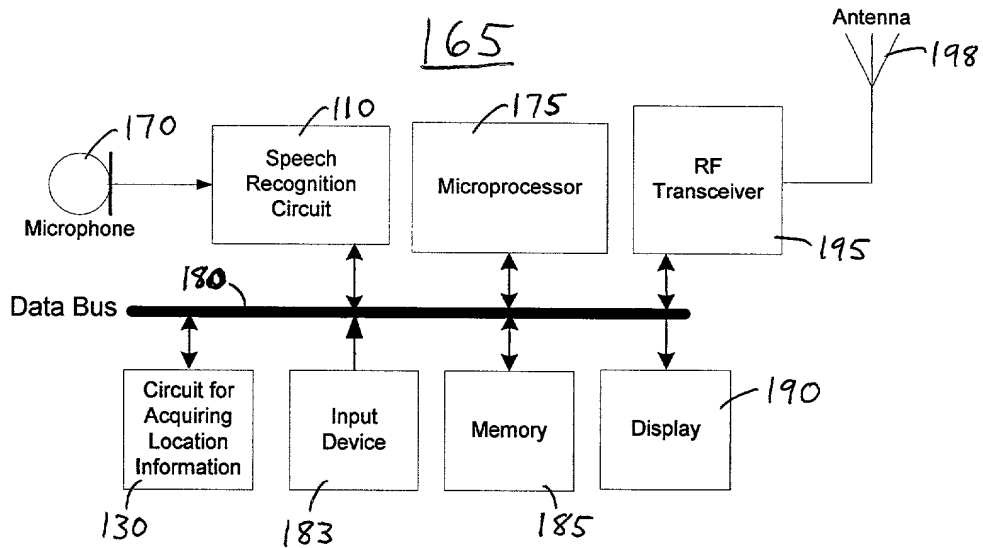 165
Antenna
198
170
Microphone
110
Speech
Recognition
Circuit
175
Microprocessor
RF
Transceiver
195
180
Data Bus
Circuit for
Acquiring
Location
Information
130
Input
Device
183
Memory
185
Display
190